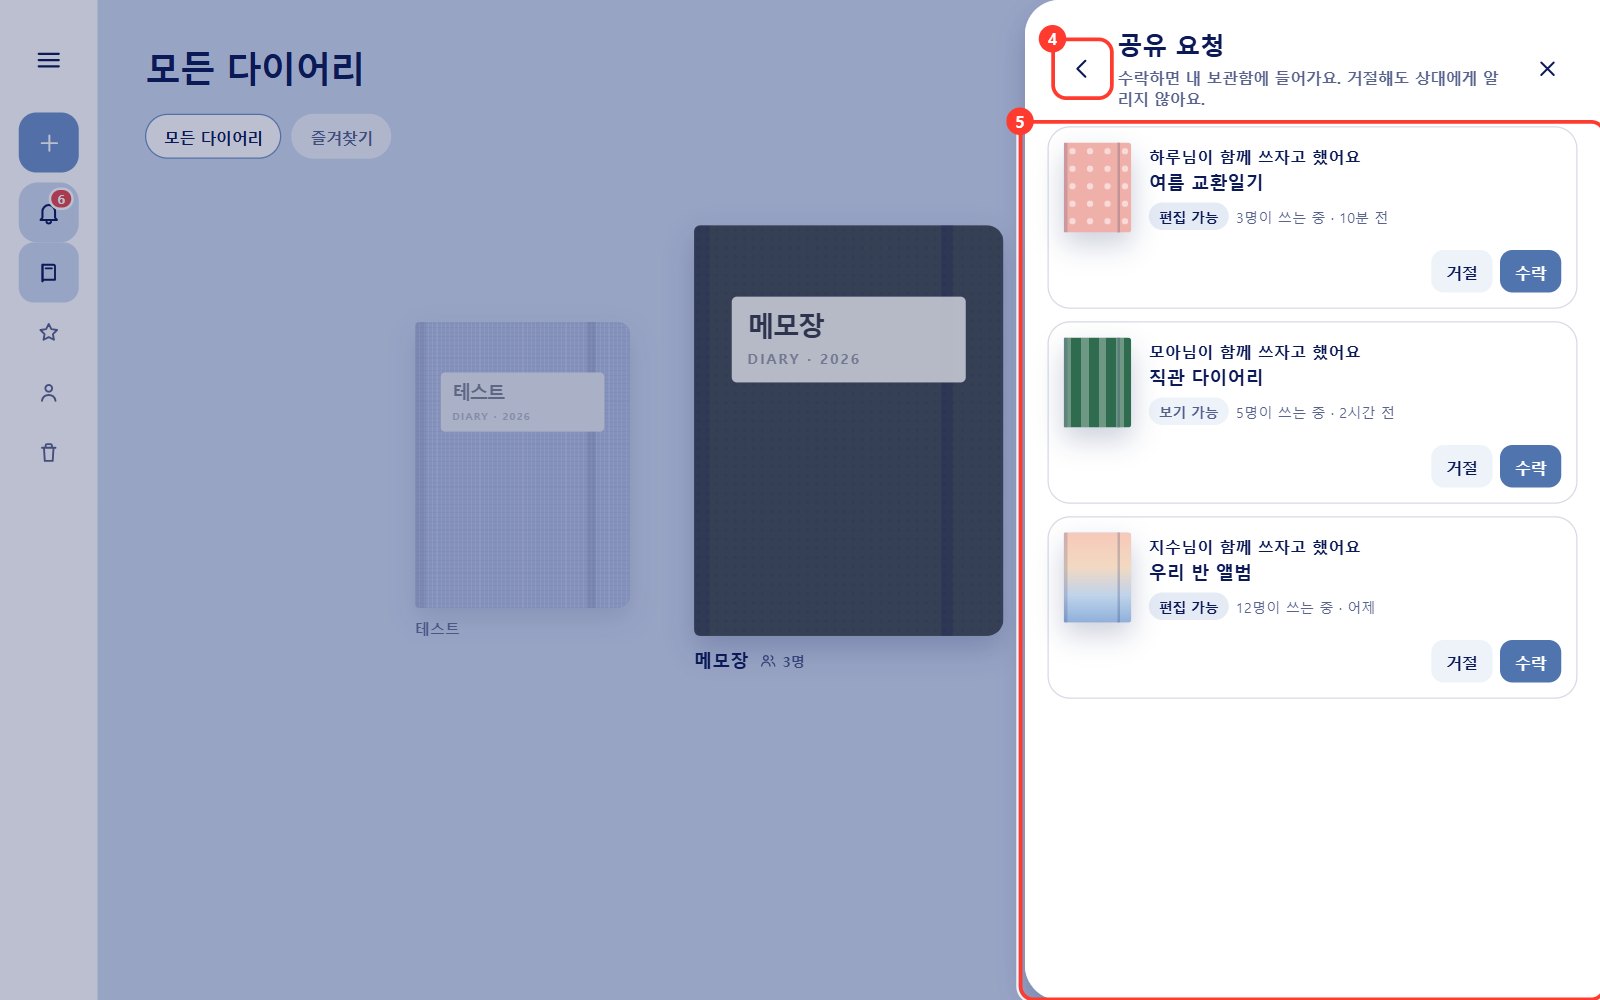 모든 다이어리
모든 다이어리
즐겨찾기
6
테스트
DIARY · 2026
테스트
메모장
DIARY · 2026
메모장
3명
4
공유 요청
수락하면 내 보관함에 들어가요. 거절해도 상대에게 알
리지 않아요.
5
하루님이 함께 쓰자고 했어요
여름 교환일기
편집 가능 3명이 쓰는 중 · 10분 전
거절 수락
모아님이 함께 쓰자고 했어요
직관 다이어리
보기 가능 5명이 쓰는 중 · 2시간 전
거절 수락
지수님이 함께 쓰자고 했어요
우리 반 앨범
편집 가능 12명이 쓰는 중 · 어제
거절 수락